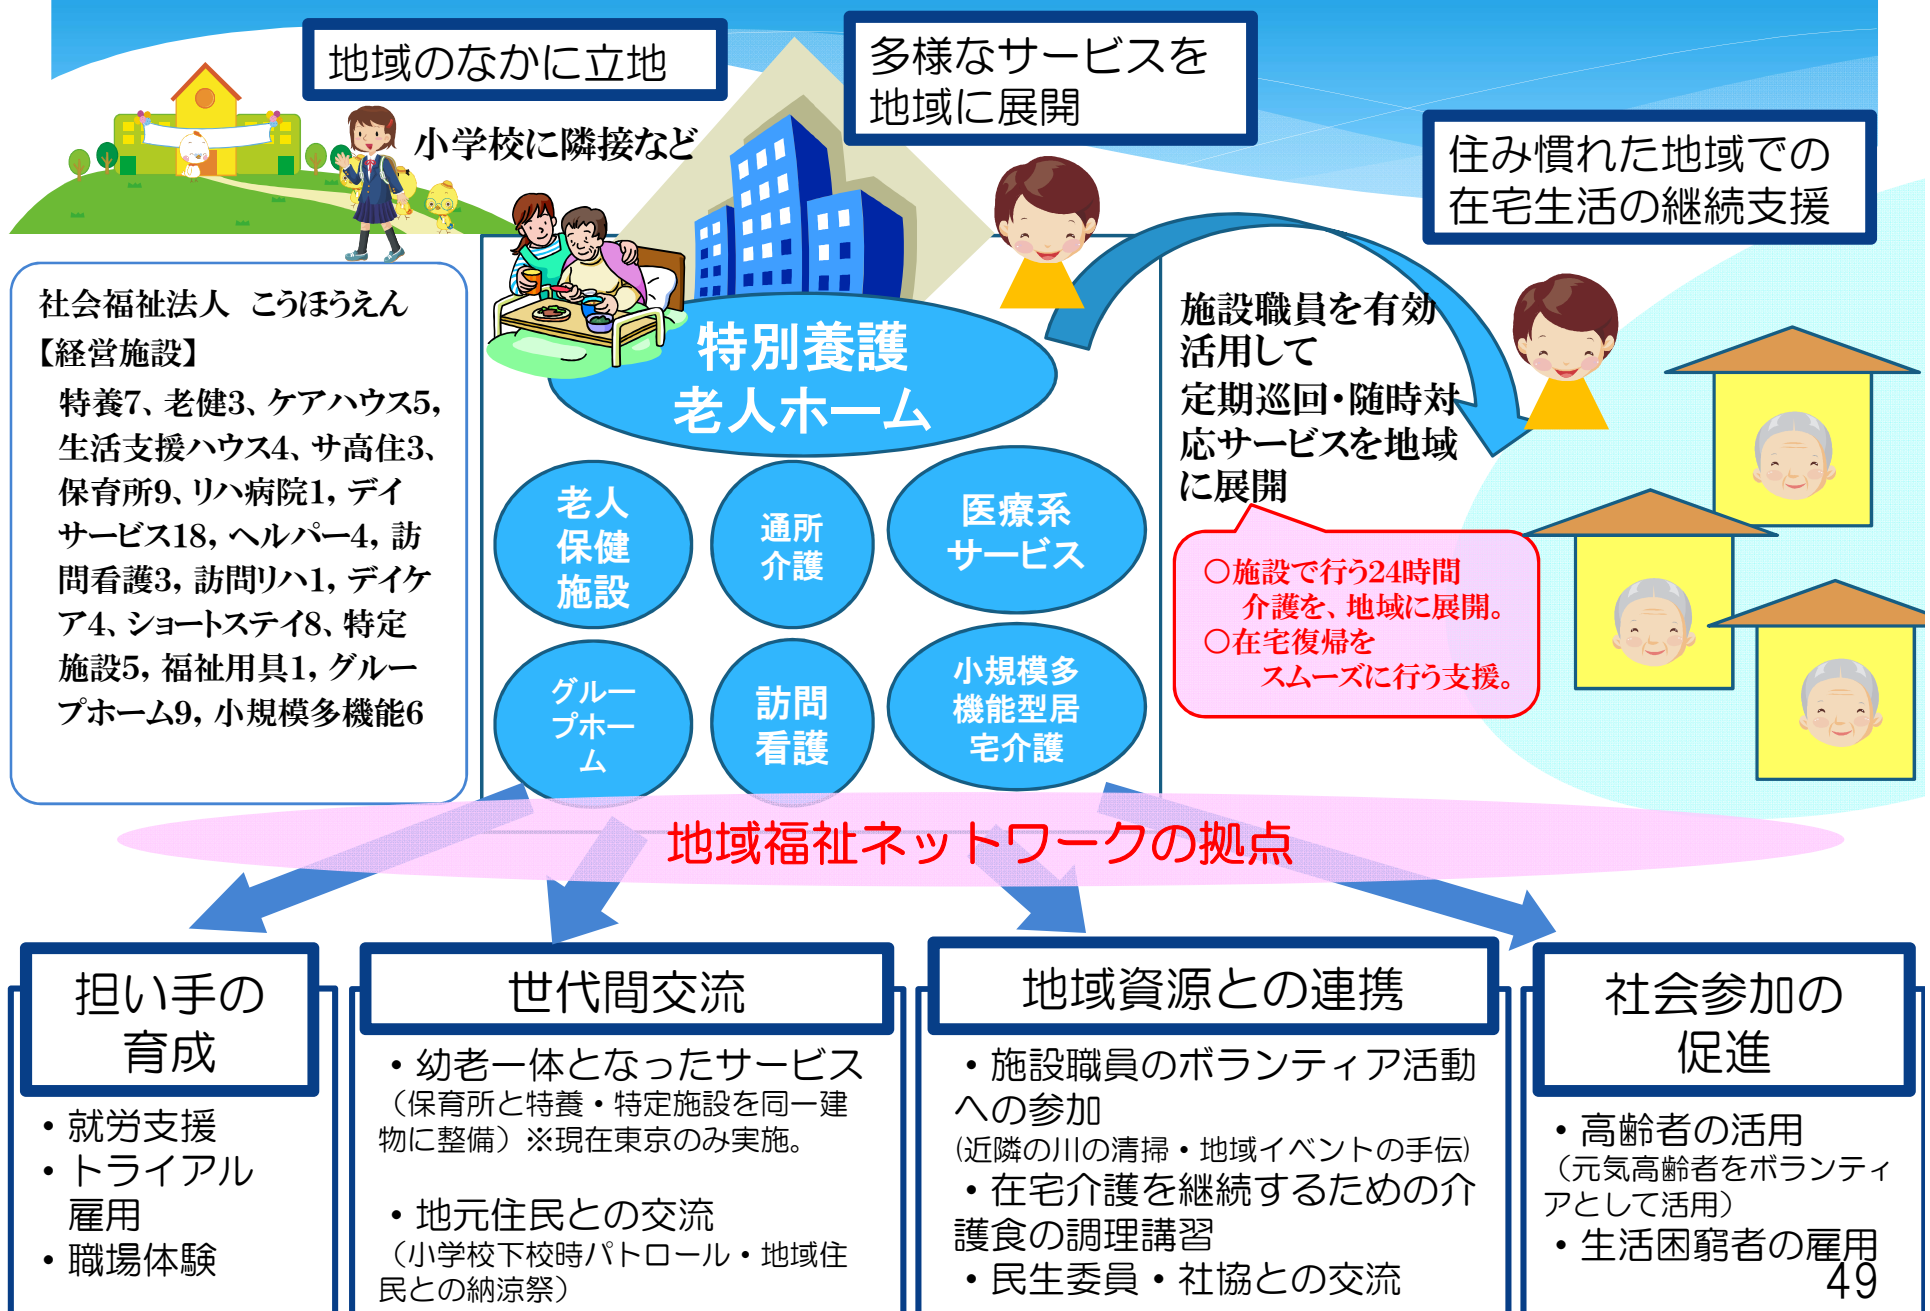 地域のなかに立地
小学校に隣接など
多様なサービスを
地域に展開
住み慣れた地域での
在宅生活の継続支援
社会福祉法人 こうほうえん
【経営施設】
特養7、老健3、ケアハウス5,
生活支援ハウス4、サ高住3、
保育所9、リハ病院1, デイ
サービス18, ヘルパー4, 訪
問看護3, 訪問リハ1, デイケ
ア4、ショートステイ8、特定
施設5, 福祉用具1, グルー
プホーム9, 小規模多機能6
特別養護
老人ホーム
老人
保健
施設
通所
介護
医療系
サービス
グルー
プホー
ム
訪問
看護
小規模多
機能型居
宅介護
施設職員を有効
活用して
定期巡回・随時対
応サービスを地域
に展開
○施設で行う24時間
介護を、地域に展開。
○在宅復帰を
スムーズに行う支援。
地域福祉ネットワークの拠点
担い手の
育成
・就労支援
・トライアル
雇用
・職場体験
世代間交流
・幼老一体となったサービス
（保育所と特養・特定施設を同一建
物に整備）※現在東京のみ実施。
・地元住民との交流
（小学校下校時パトロール・地域住
民との納涼祭）
地域資源との連携
・施設職員のボランティア活動
への参加
(近隣の川の清掃・地域イベントの手伝)
・在宅介護を継続するための介
護食の調理講習
・民生委員・社協との交流
社会参加の
促進
・高齢者の活用
（元気高齢者をボランティ
アとして活用）
・生活困窮者の雇用
49